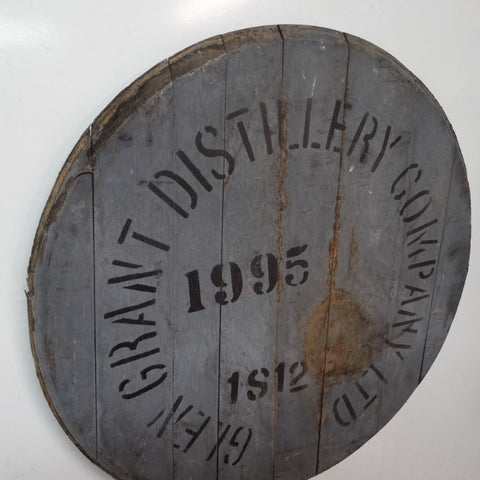 GLEN GRANT DISTILLERY COMPANY LTD
1995
1812